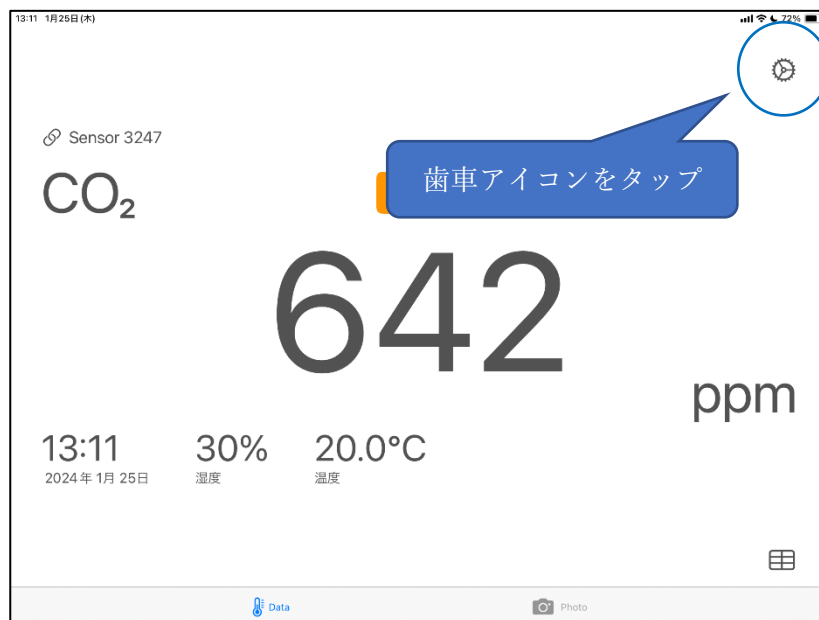 13:11 1月25日(木)
72%
Sensor 3247
歯車アイコンをタップ
CO₂
642
ppm
13:11
30%
20.0°C
2024年 1月 25日
湿度
温度
Data
Photo